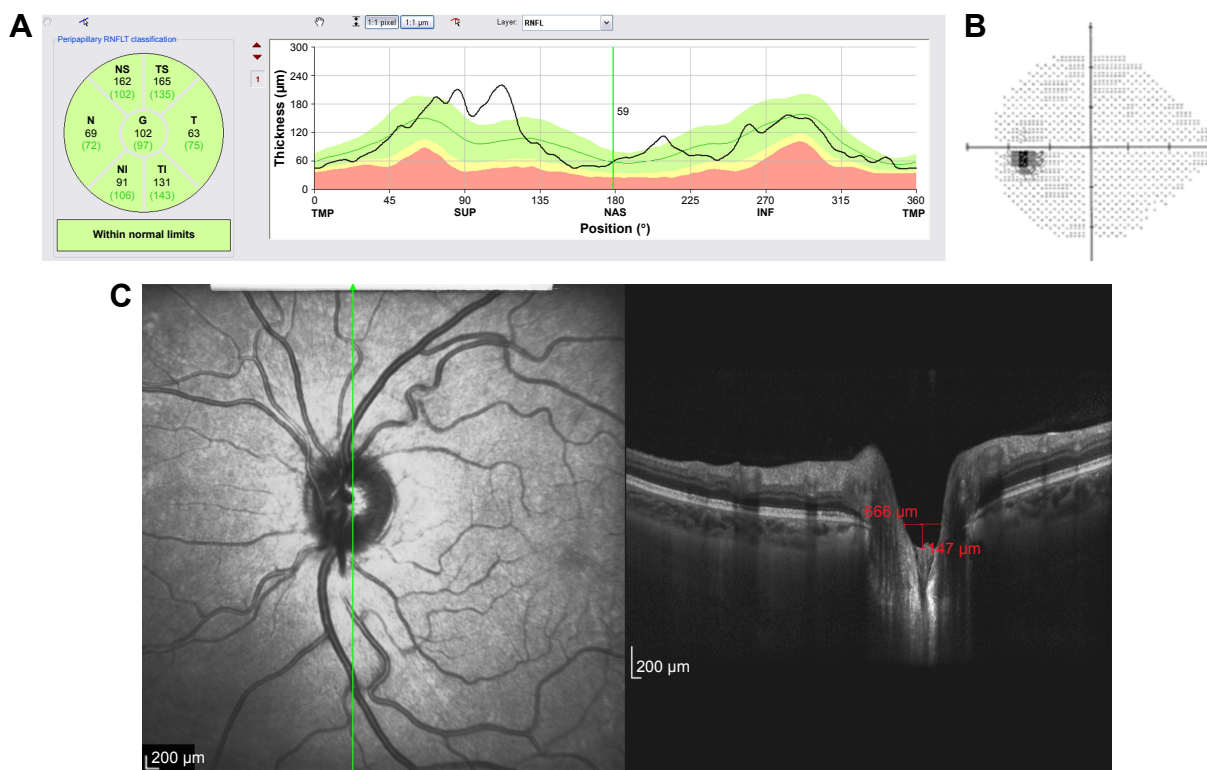 A
1:1 pixel
1:1 µm
Layer:
RNFL
Peripapillary RNFLT classification
NS
162
(102)
TS
165
(135)
N
69
(72)
G
102
(97)
T
63
(75)
NI
91
(106)
TI
131
(143)
Within normal limits
1
Thickness (µm)
300
240
180
120
60
0
59
0 45 90 135 180 225 270 315 360
TMP SUP NAS INF TMP
Position (°)
B
C
200 µm
666 µm
147 µm
200 µm